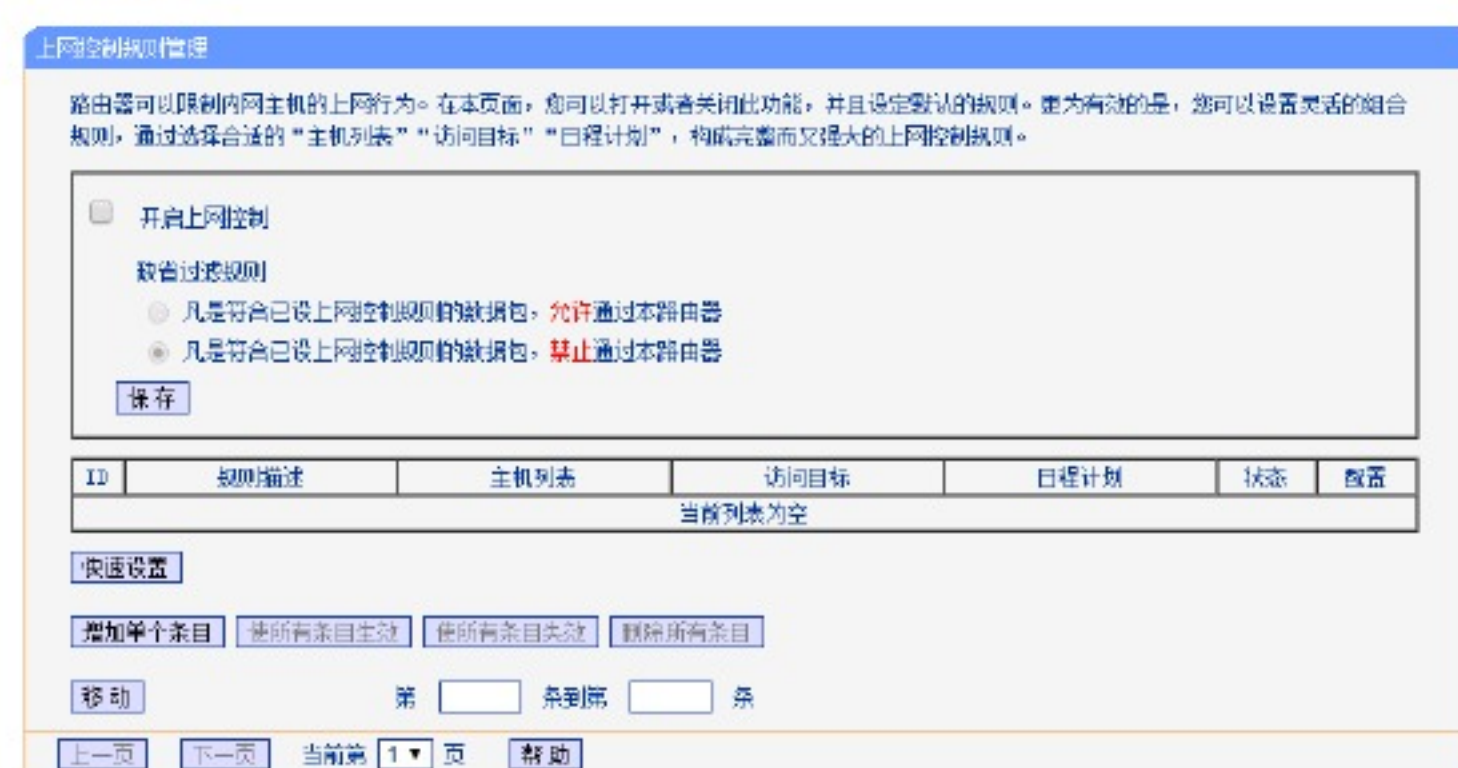 上网控制规则管理
路由器可以限制内网主机的上网行为。在本页面，您可以打开或者关闭此功能，并且设定默认的规则。更为有效的是，您可以设置灵活的组合
规则，通过选择合适的“主机列表”“访问目标”“日程计划”，构成完整而又强大的上网控制规则。
开启上网控制
缺省过滤规则
凡是符合已设上网控制规则的数据包，允许通过本路由器
凡是符合已设上网控制规则的数据包，禁止通过本路由器
保存
ID 规则描述 主机列表 访问目标 日程计划 状态 配置
当前列表为空
快速设置
增加单个条目 使所有条目生效 使所有条目失效 删除所有条目
移动 第 条到第 条
上一页 下一页 当前第 1 页 帮助